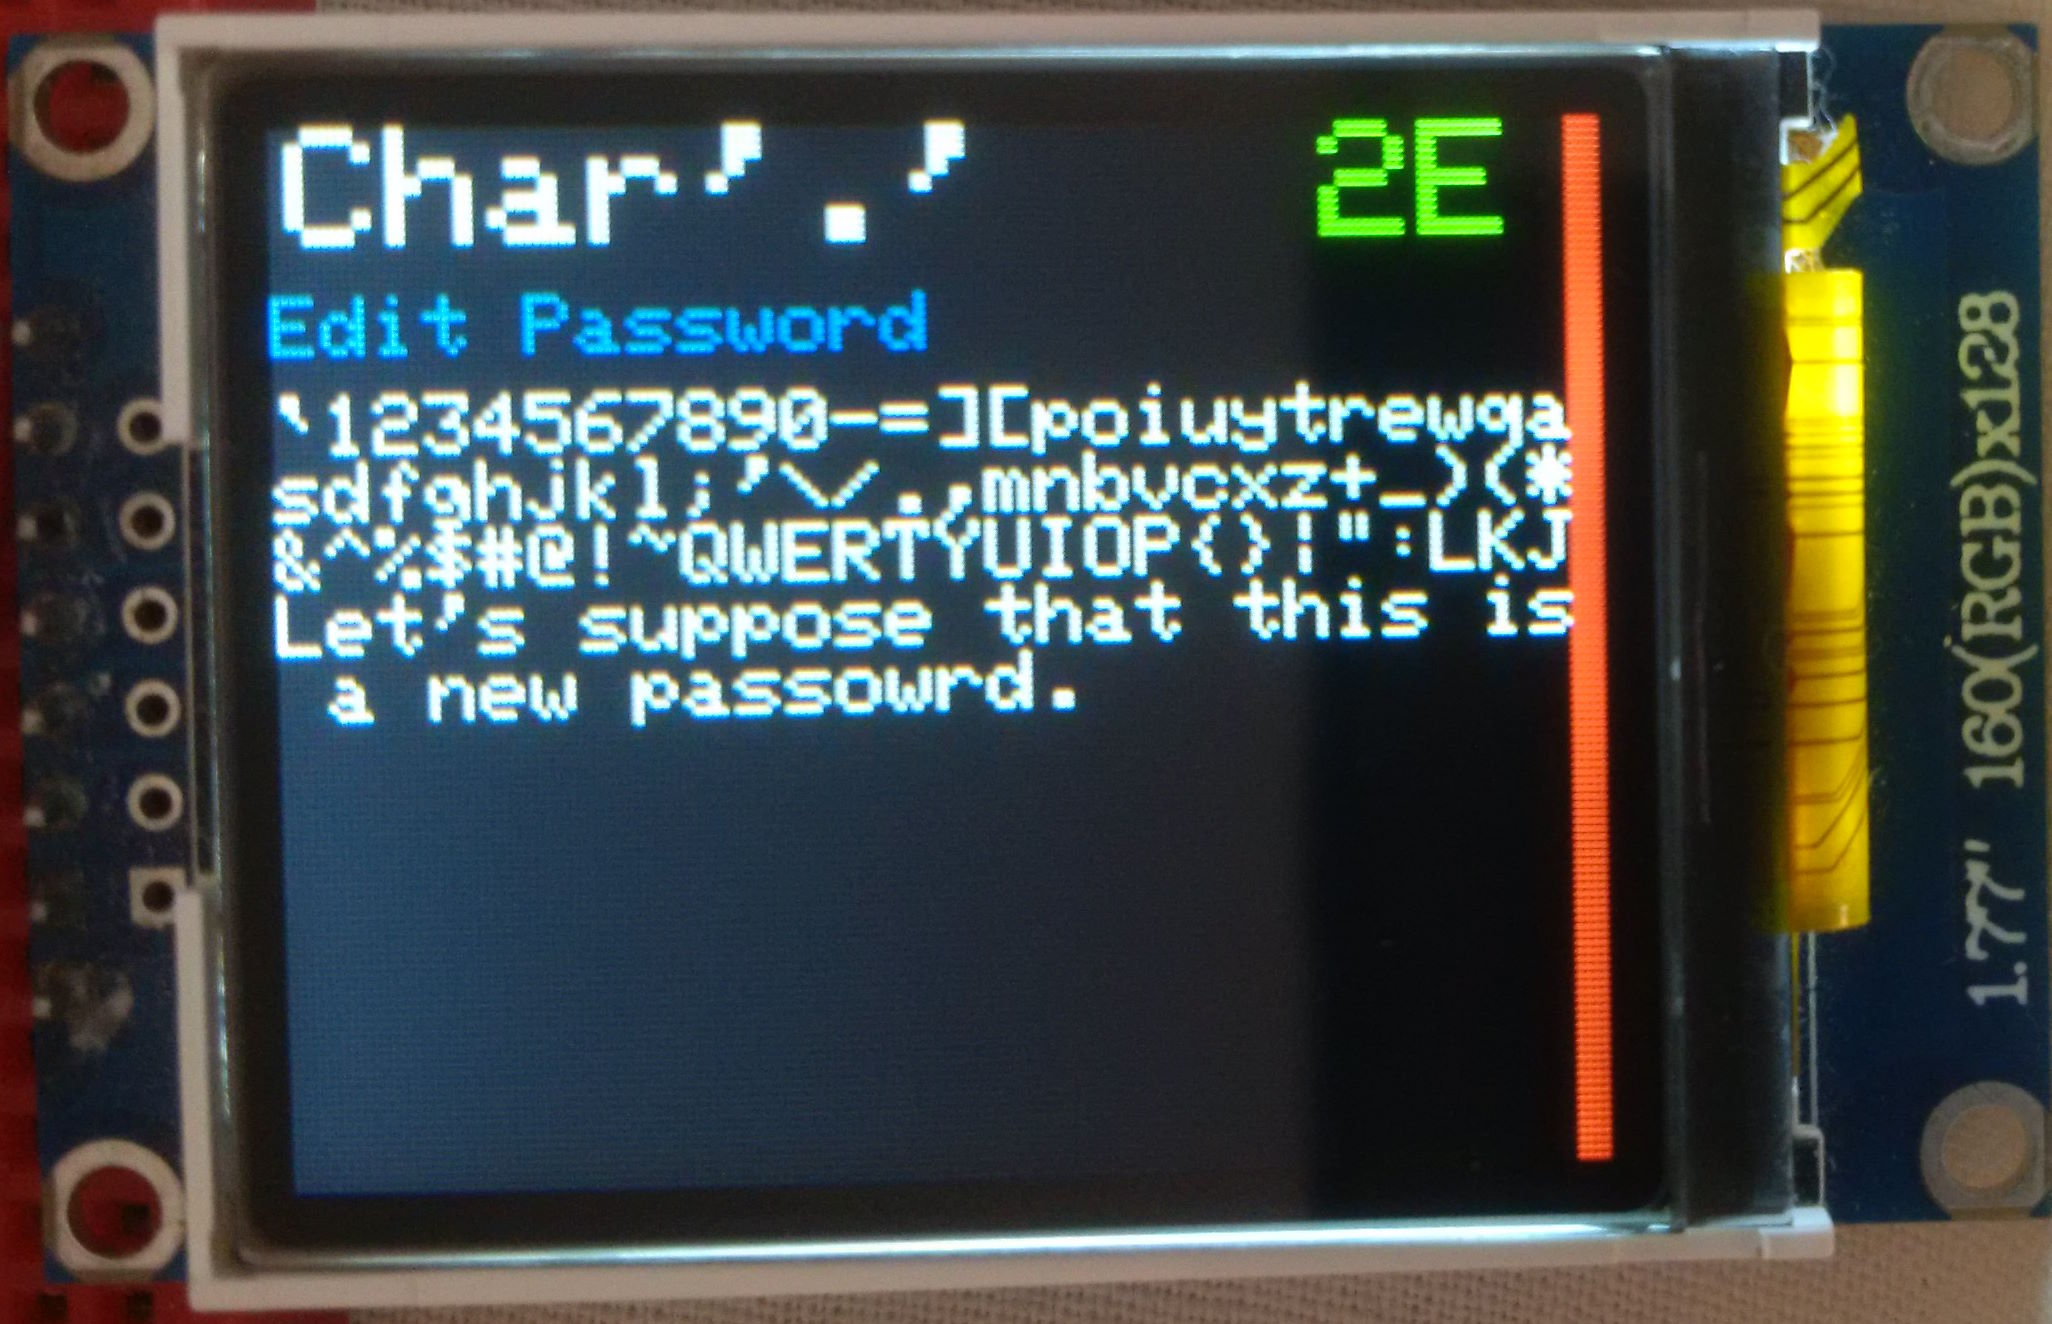 Char'.' 2E
Edit Password
`1234567890-=][poiuytrewqa
sdfghjkl;'\/.,mnbvcxz+_)(*
&^%$#@!~QWERTYUIOP{}|":LKJ
Let's suppose that this is
 a new passowrd.
1.77" 160(RGB)x128